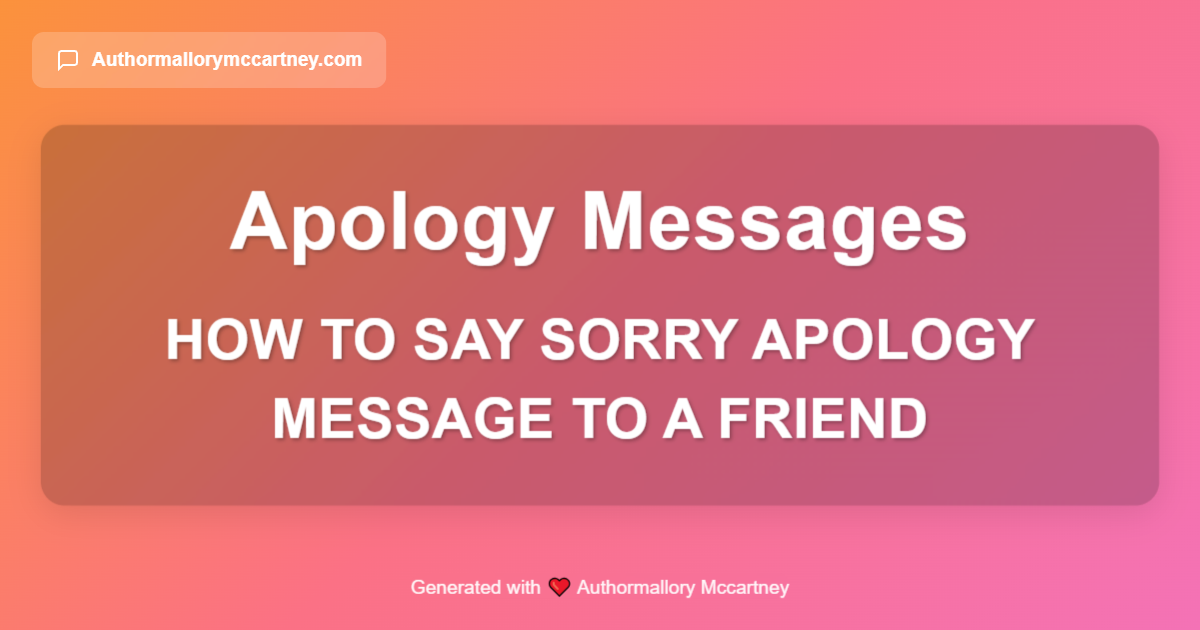 Authormallorymccartney.com
Apology Messages
HOW TO SAY SORRY APOLOGY
MESSAGE TO A FRIEND
Generated with ❤️ Authormallory Mccartney